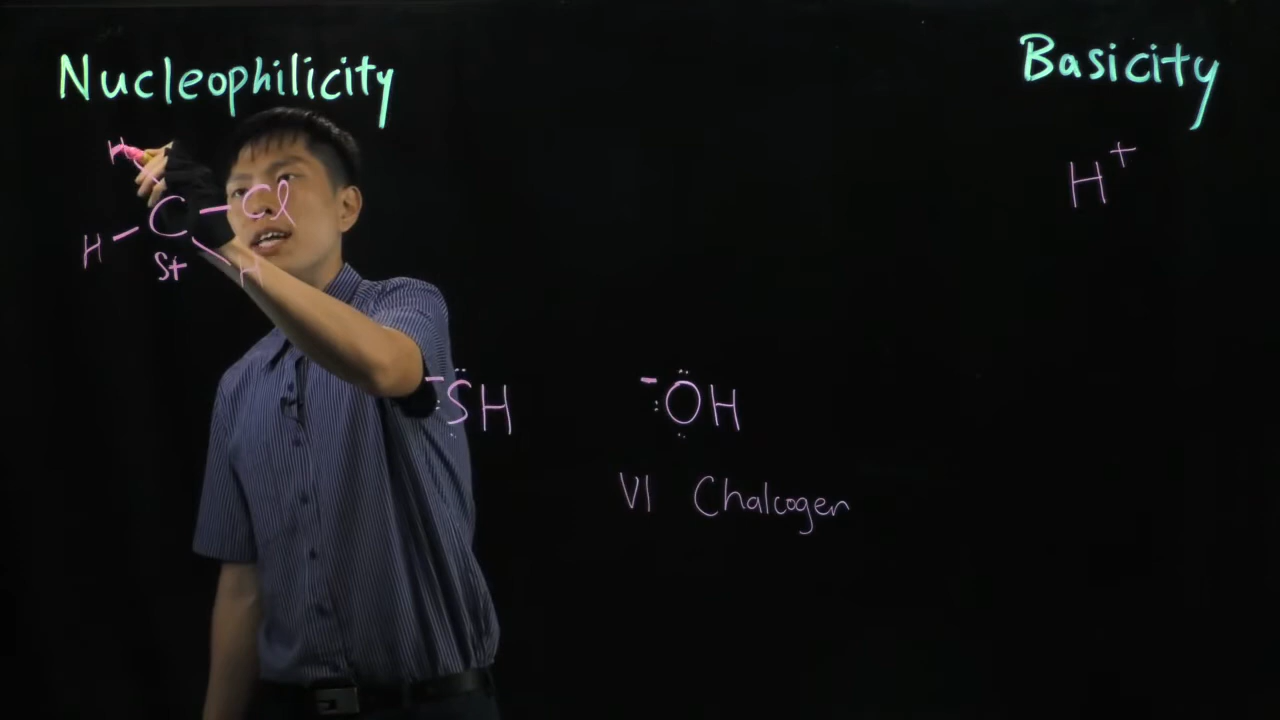 Nucleophilicity
Basicity
H
H+
C Cl
H
H
δ+
-SH
-OH
VI Chalcogen